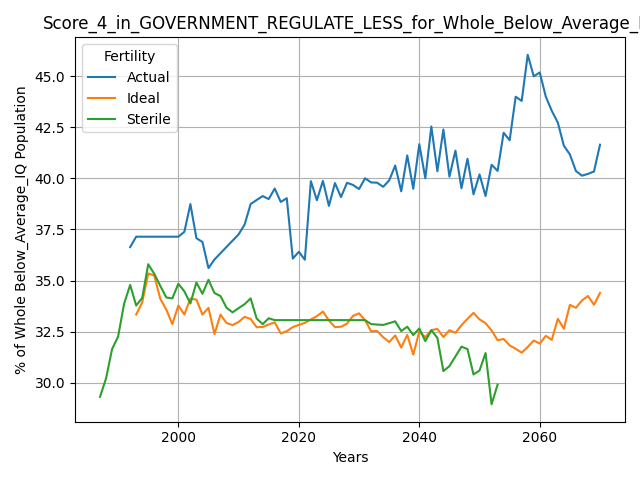 Score_4_in_GOVERNMENT_REGULATE_LESS_for_Whole_Below_Average_
Fertility
Actual
Ideal
Sterile
% of Whole Below_Average_IQ Population
45.0
42.5
40.0
37.5
35.0
32.5
30.0
2000
2020
2040
2060
Years